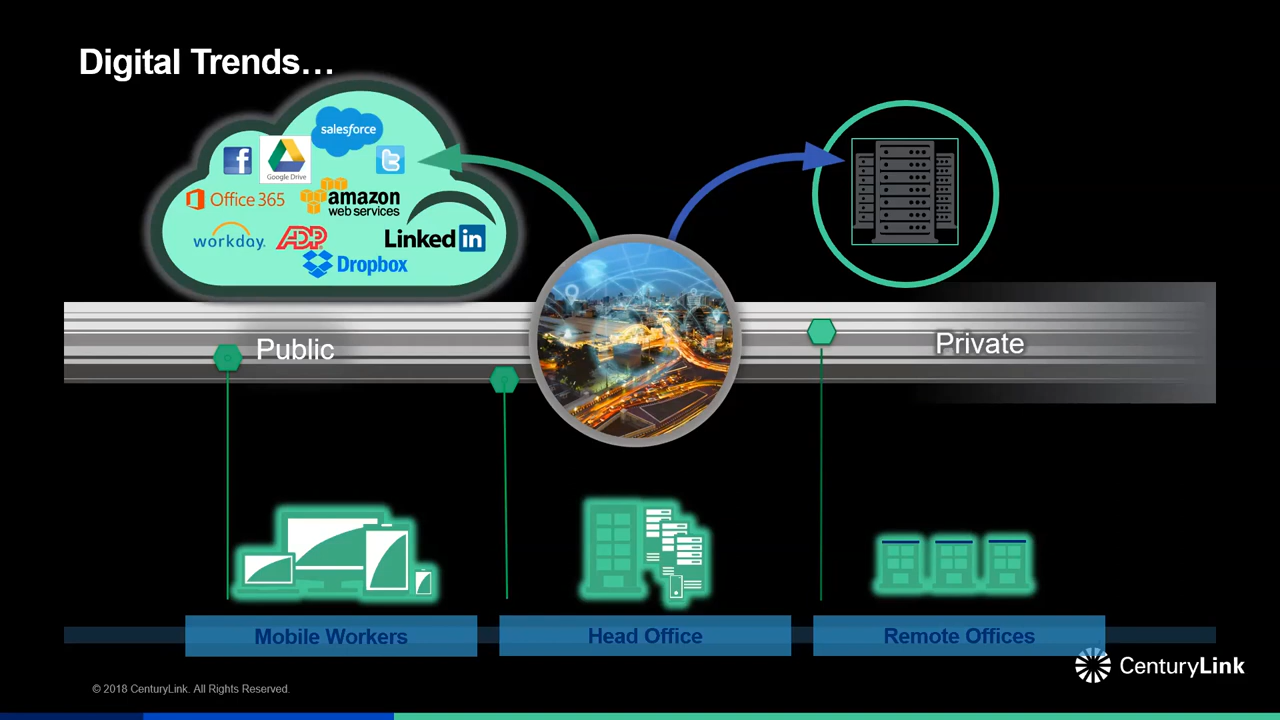 Digital Trends…
salesforce
f
Google Drive
t
Office 365
amazon
web services
workday.
ADP
Linked in
Dropbox
Public
Private
Mobile Workers
Head Office
Remote Offices
CenturyLink
© 2018 CenturyLink. All Rights Reserved.